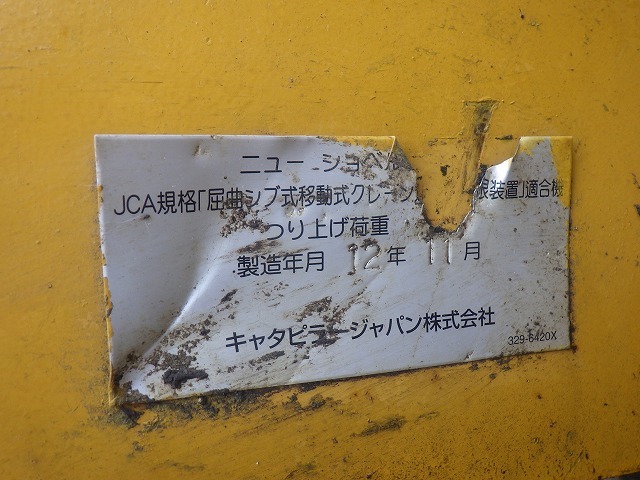 ニュー ショベル
JCA規格「屈曲ジブ式移動式クレーン 限装置」適合機
つり上げ荷重
製造年月 12年 11月
キャタピラージャパン株式会社
329-6420X